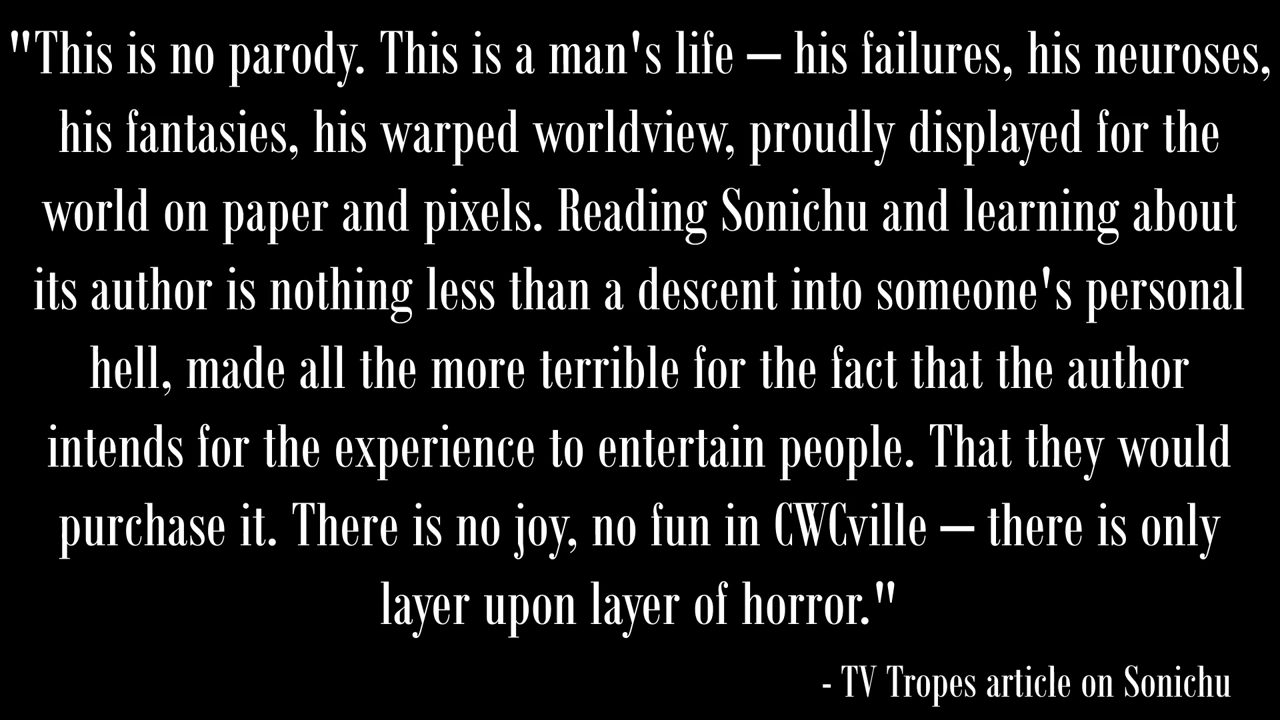 "This is no parody. This is a man's life — his failures, his neuroses,
his fantasies, his warped worldview, proudly displayed for the
world on paper and pixels. Reading Sonichu and learning about
its author is nothing less than a descent into someone's personal
hell, made all the more terrible for the fact that the author
intends for the experience to entertain people. That they would
purchase it. There is no joy, no fun in CWCville — there is only
layer upon layer of horror."
- TV Tropes article on Sonichu